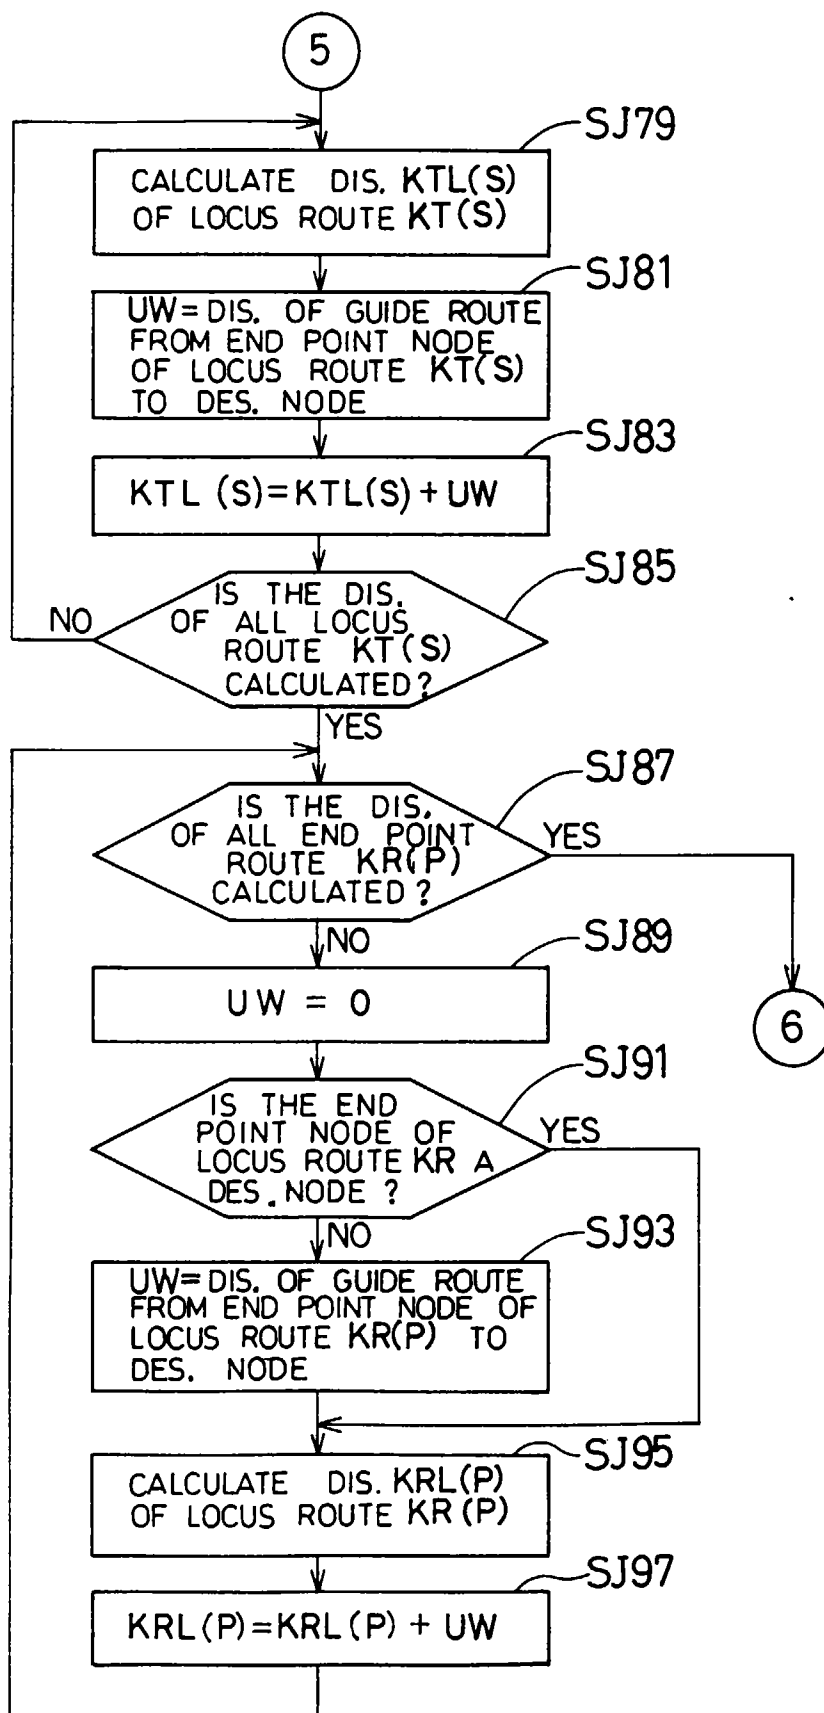 5
SJ79
CALCULATE DIS. KTL(S)
OF LOCUS ROUTE KT(S)
SJ81
UW=DIS. OF GUIDE ROUTE
FROM END POINT NODE
OF LOCUS ROUTE KT(S)
TO DES. NODE
SJ83
KTL (S)=KTL(S) + UW
SJ85
IS THE DIS.
OF ALL LOCUS
ROUTE KT(S)
CALCULATED?
NO
YES
SJ87
IS THE DIS.
OF ALL END POINT
ROUTE KR(P)
CALCULATED?
YES
NO
SJ89
UW = 0
6
SJ91
IS THE END
POINT NODE OF
LOCUS ROUTE KR A
DES. NODE ?
YES
NO
SJ93
UW=DIS. OF GUIDE ROUTE
FROM END POINT NODE OF
LOCUS ROUTE KR(P) TO
DES. NODE
SJ95
CALCULATE DIS. KRL(P)
OF LOCUS ROUTE KR(P)
SJ97
KRL(P)=KRL(P) + UW